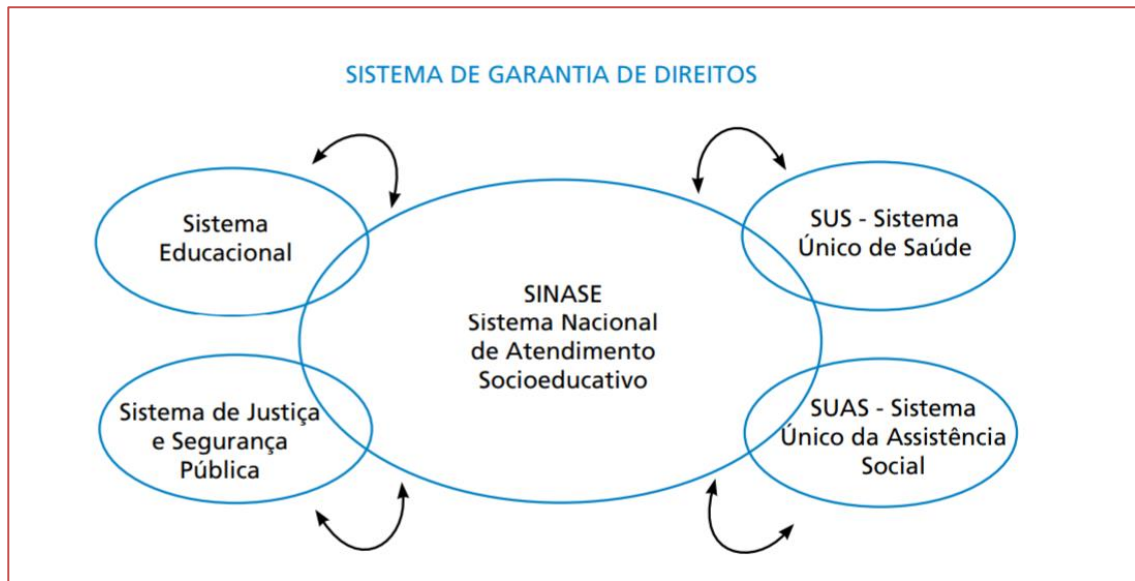 SISTEMA DE GARANTIA DE DIREITOS
Sistema
Educacional
SUS - Sistema
Único de Saúde
SINASE
Sistema Nacional
de Atendimento
Socioeducativo
Sistema de Justiça
e Segurança
Pública
SUAS - Sistema
Único da Assistência
Social